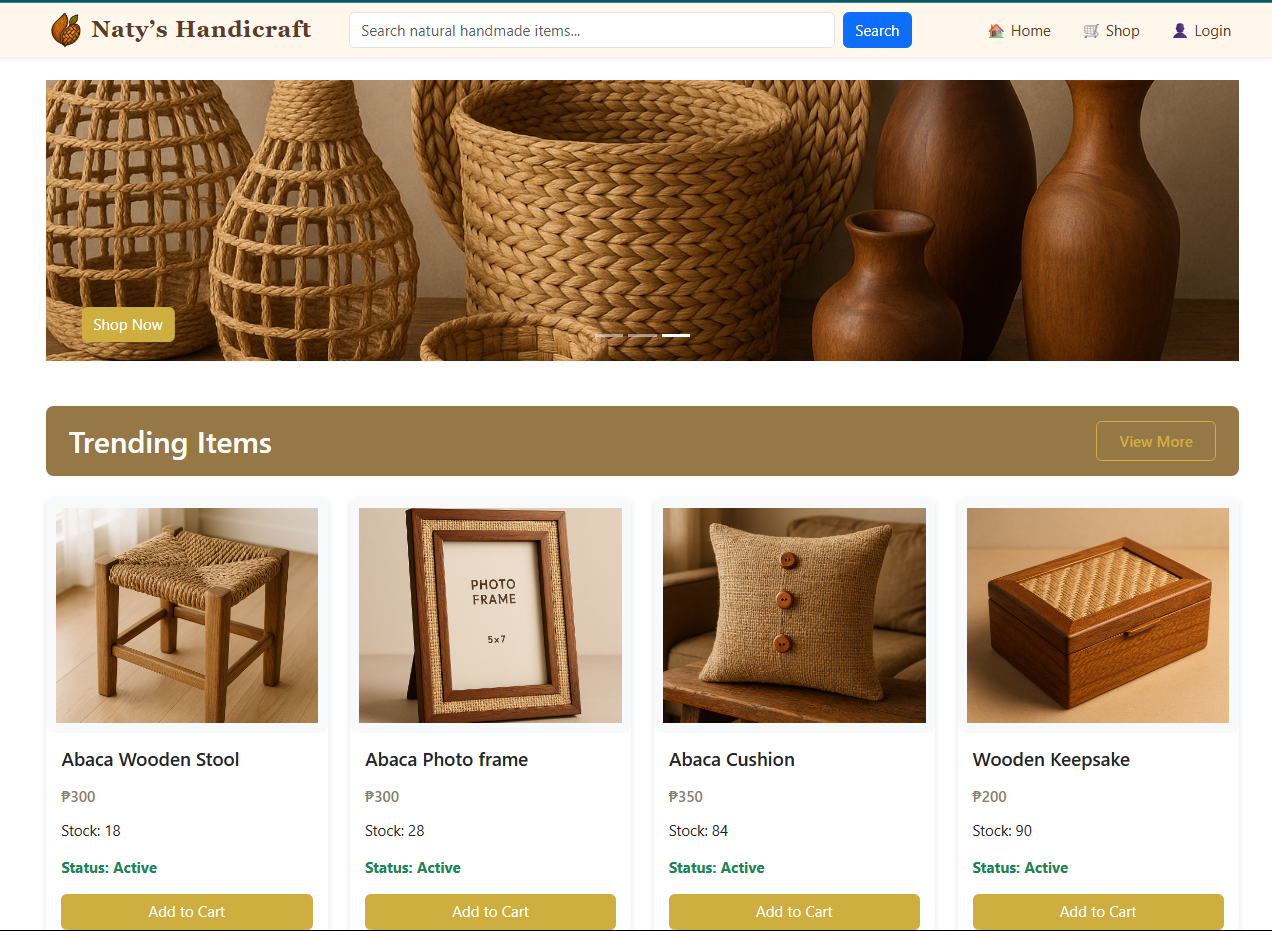 Naty's Handicraft
Search natural handmade items...
Search
🏠 Home
🛒 Shop
👤 Login
Shop Now
Trending Items
View More
PHOTO
FRAME
5x7
Abaca Wooden Stool
₱300
Stock: 18
Status: Active
Add to Cart
Abaca Photo frame
₱300
Stock: 28
Status: Active
Add to Cart
Abaca Cushion
₱350
Stock: 84
Status: Active
Add to Cart
Wooden Keepsake
₱200
Stock: 90
Status: Active
Add to Cart